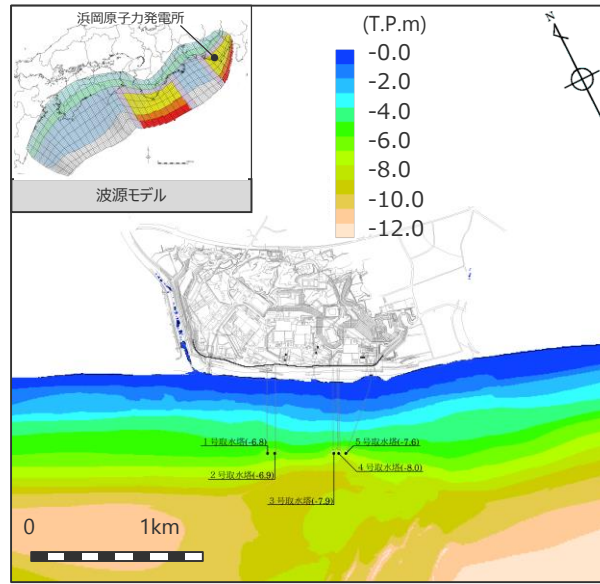 浜岡原子力発電所
波源モデル
(T.P.m)
-0.0
-2.0
-4.0
-6.0
-8.0
-10.0
-12.0
N
1号取水塔(-6.8)
5号取水塔(-7.6)
2号取水塔(-6.9)
4号取水塔(-8.0)
3号取水塔(-7.9)
0 1km